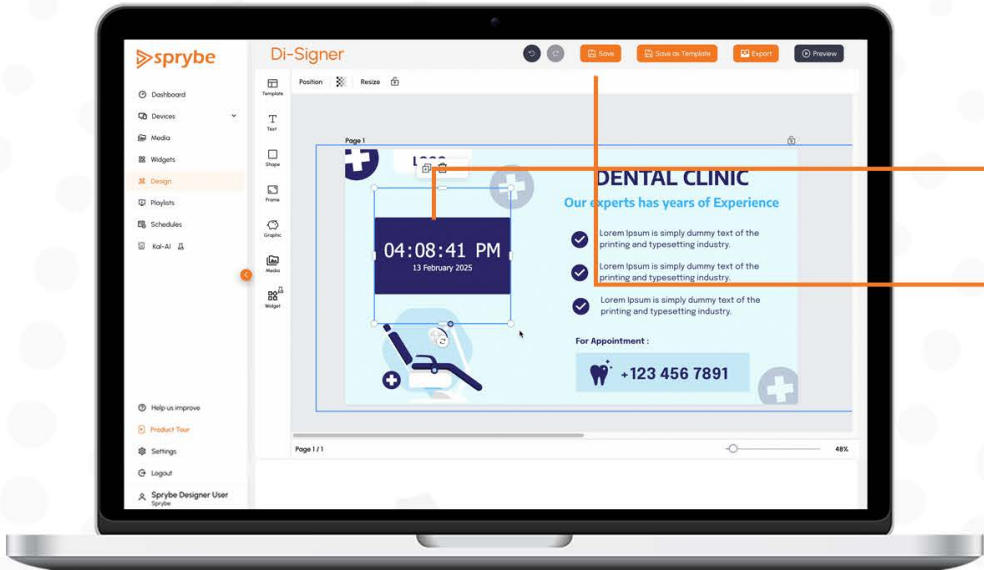 sprybe
Di-Signer
Save
Save as Template
Export
Preview
Dashboard
Devices
Media
Widgets
Design
Playlists
Schedules
Kal-AI
Help us improve
Product Tour
Settings
Logout
Sprybe Designer User
Sprybe
Template
Text
Shape
Frame
Graphic
Media
Widget
Position
Resize
Page 1
DENTAL CLINIC
Our experts has years of Experience
04:08:41 PM
13 February 2025
Lorem Ipsum is simply dummy text of the
printing and typesetting industry.
Lorem Ipsum is simply dummy text of the
printing and typesetting industry.
Lorem Ipsum is simply dummy text of the
printing and typesetting industry.
For Appointment :
+123 456 7891
Page 1 / 1
48%